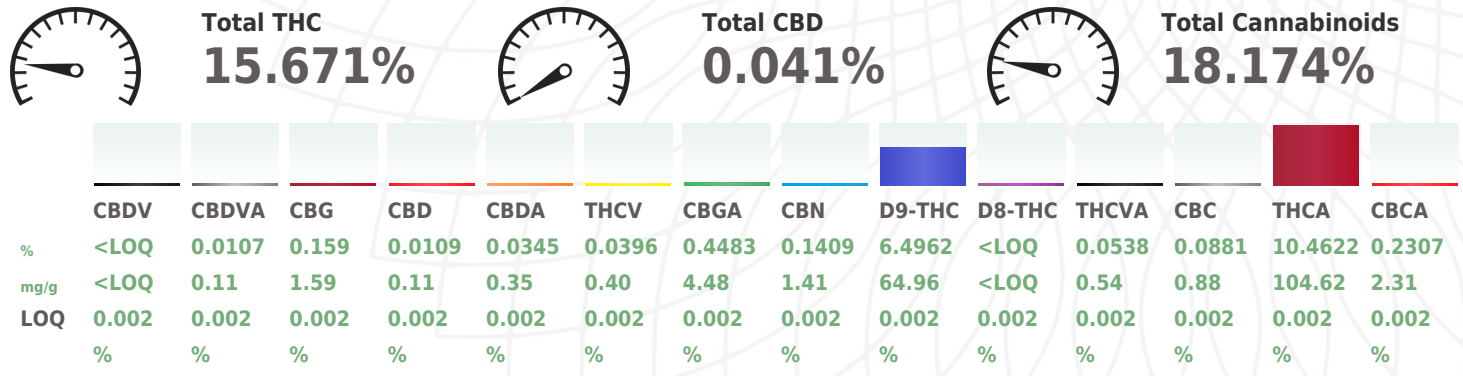 Total THC Total CBD Total Cannabinoids
15.671% 0.041% 18.174%
CBDV CBDVA CBG CBD CBDA THCV CBGA CBN D9-THC D8-THC THCVA CBC THCA CBCA
% <LOQ 0.0107 0.159 0.0109 0.0345 0.0396 0.4483 0.1409 6.4962 <LOQ 0.0538 0.0881 10.4622 0.2307
mg/g <LOQ 0.11 1.59 0.11 0.35 0.40 4.48 1.41 64.96 <LOQ 0.54 0.88 104.62 2.31
LOQ 0.002 0.002 0.002 0.002 0.002 0.002 0.002 0.002 0.002 0.002 0.002 0.002 0.002 0.002
% % % % % % % % % % % % % %